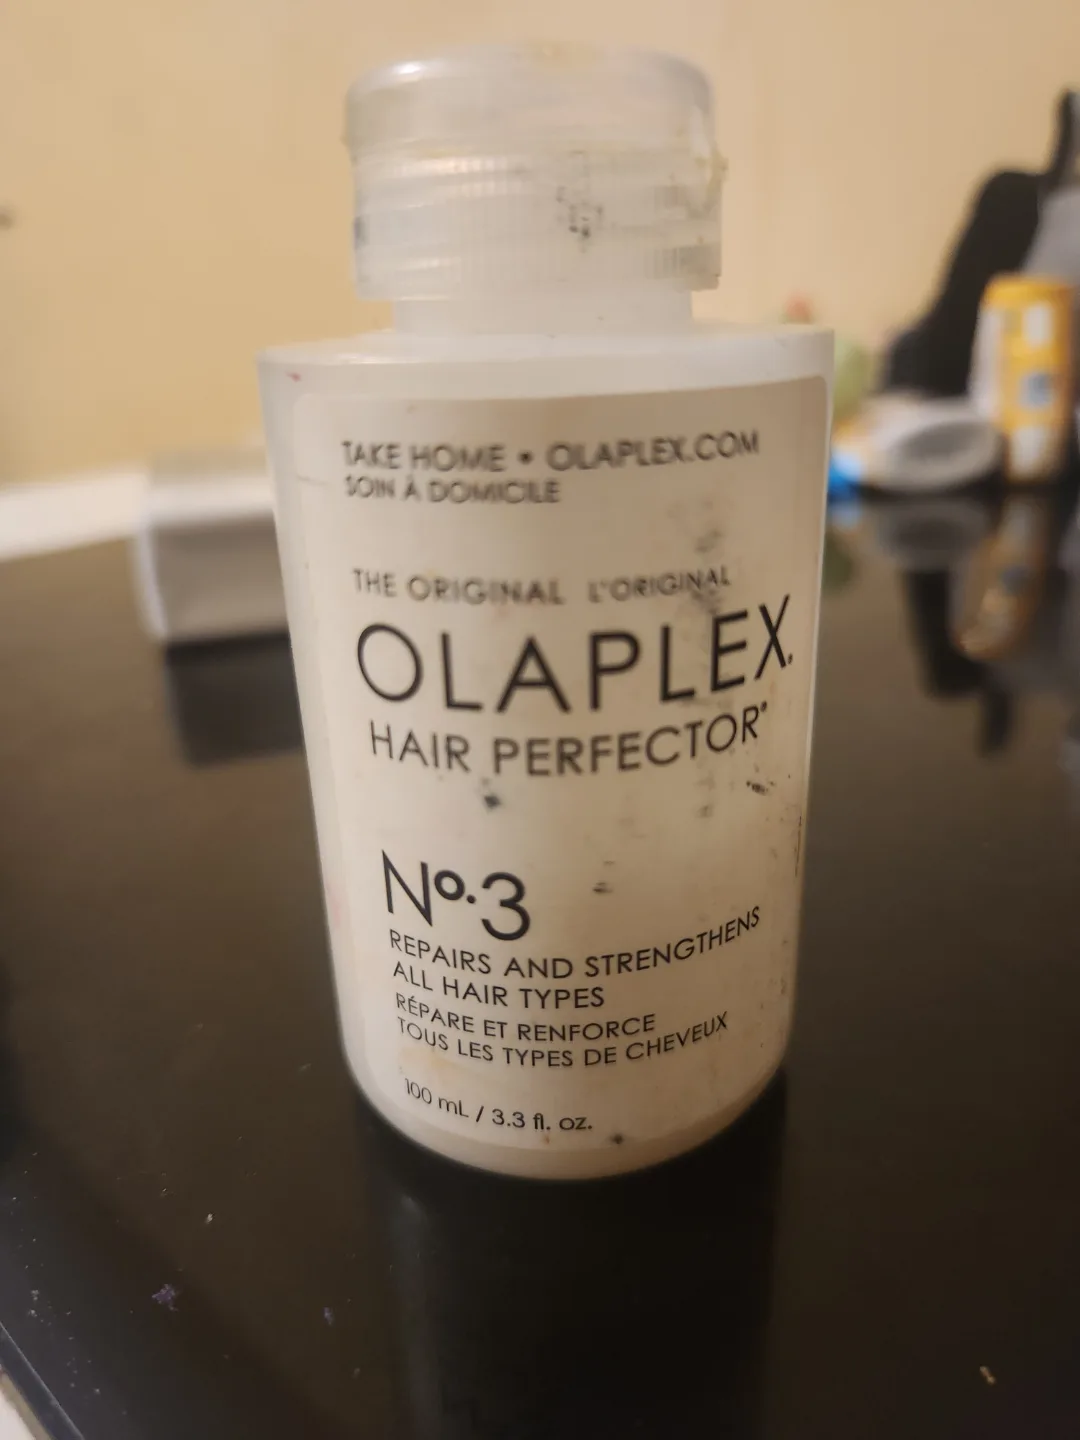 TAKE HOME • OLAPLEX.COM
SOIN À DOMICILE
THE ORIGINAL L'ORIGINAL
OLAPLEX.
HAIR PERFECTOR®
Nº.3
REPAIRS AND STRENGTHENS
ALL HAIR TYPES
RÉPARE ET RENFORCE
TOUS LES TYPES DE CHEVEUX
100 mL / 3.3 fl. oz.